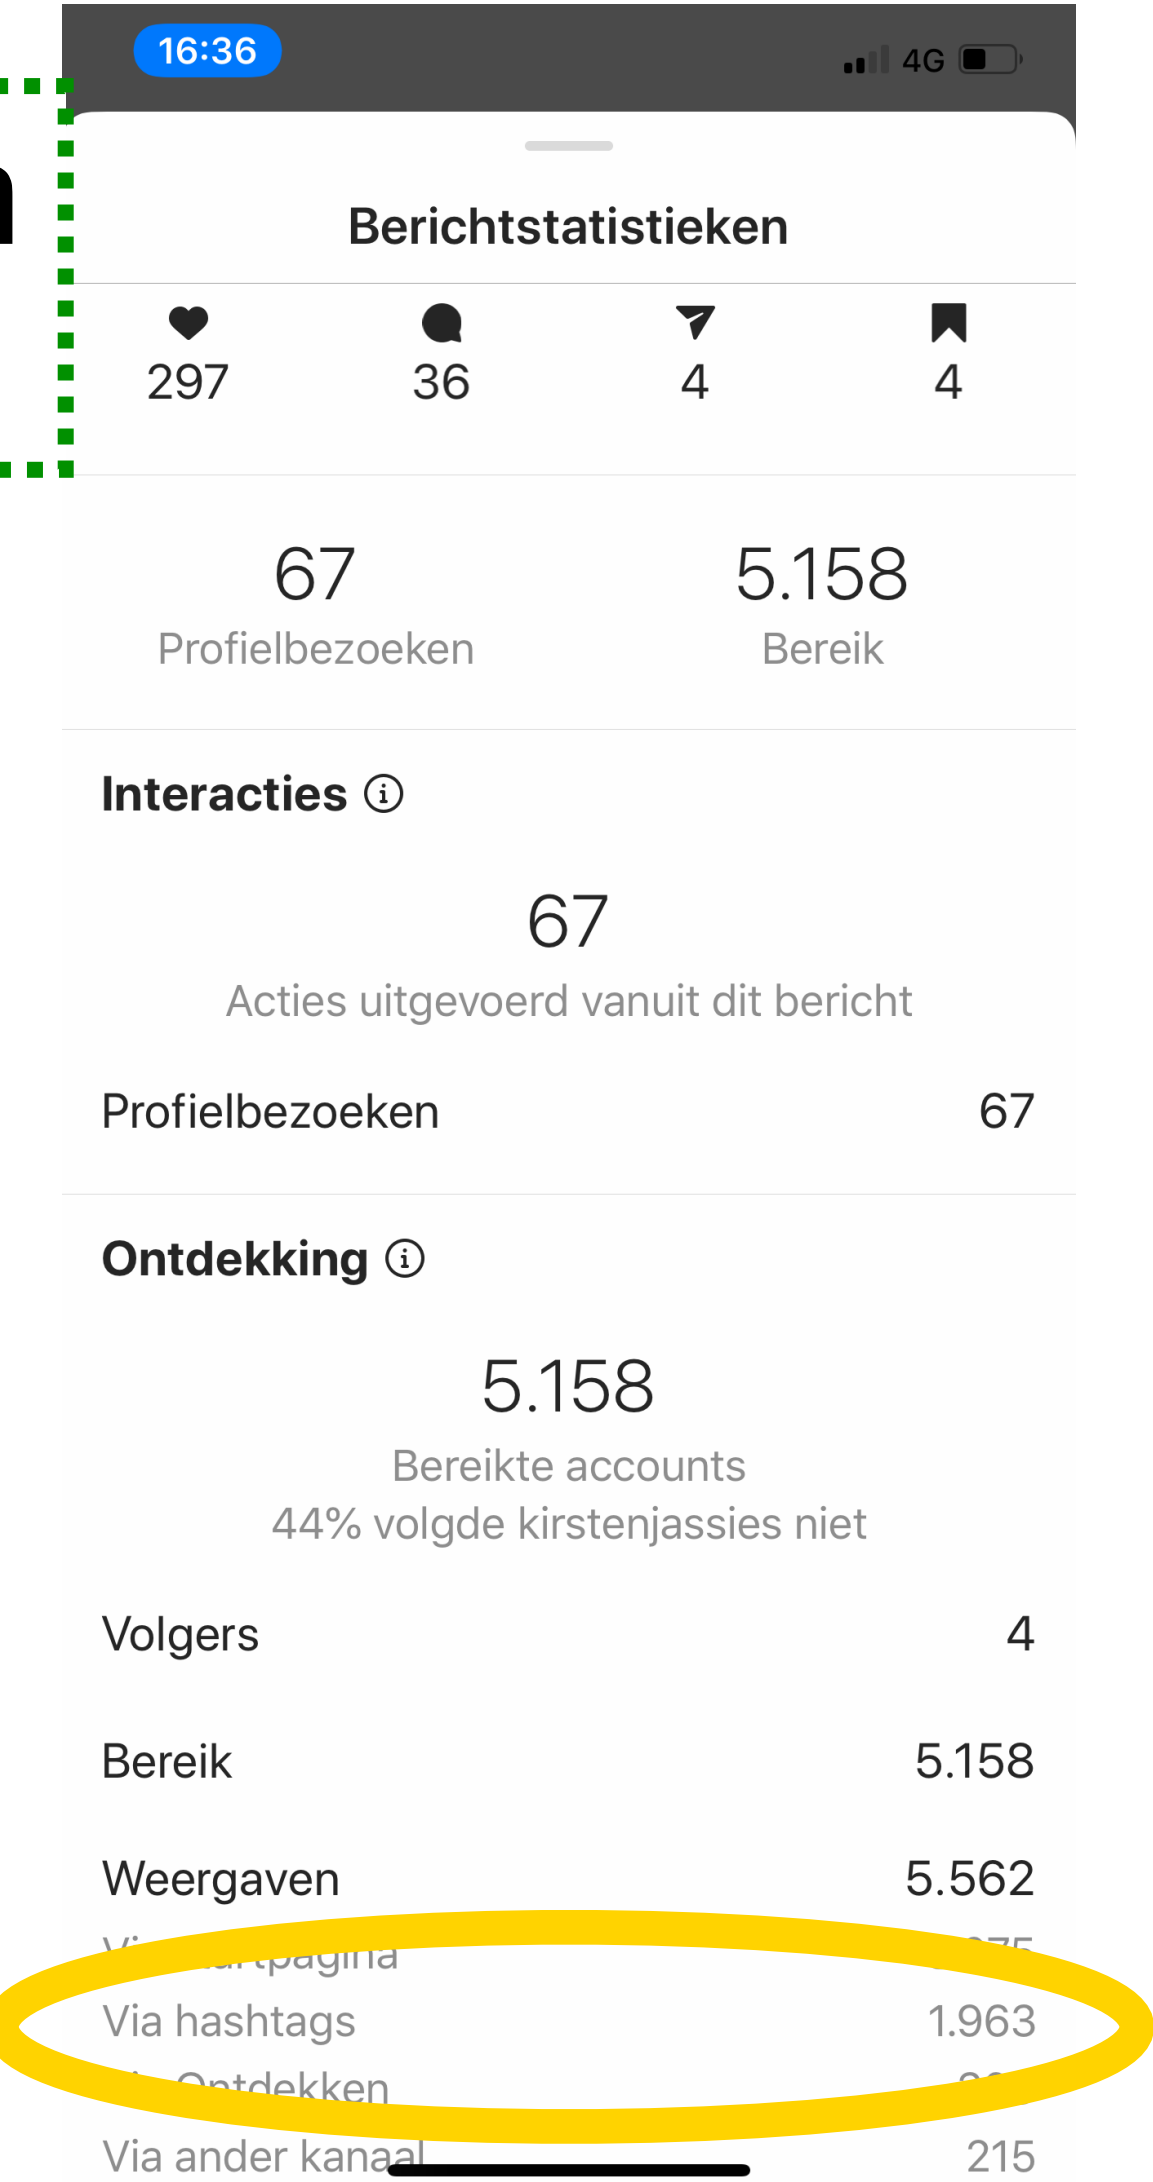 16:36
4G
Berichtstatistieken
297 36 4 4
67 5.158
Profielbezoeken Bereik
Interacties
67
Acties uitgevoerd vanuit dit bericht
Profielbezoeken 67
Ontdekking
5.158
Bereikte accounts
44% volgde kirstenjassies niet
Volgers 4
Bereik 5.158
Weergaven 5.562
Via hashtags 1.963
Ontdekken
Via ander kanaal 215